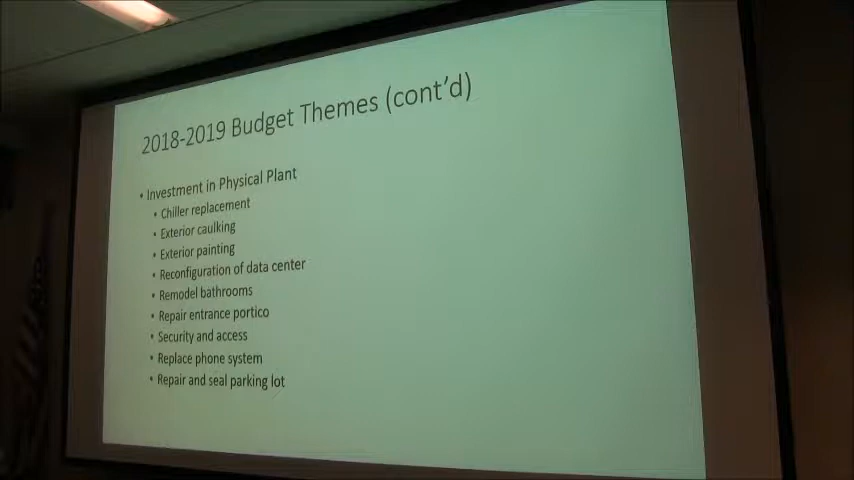 2018-2019 Budget Themes (cont'd)
• Investment in Physical Plant
• Chiller replacement
• Exterior caulking
• Exterior painting
• Reconfiguration of data center
• Remodel bathrooms
• Repair entrance portico
• Security and access
• Replace phone system
• Repair and seal parking lot